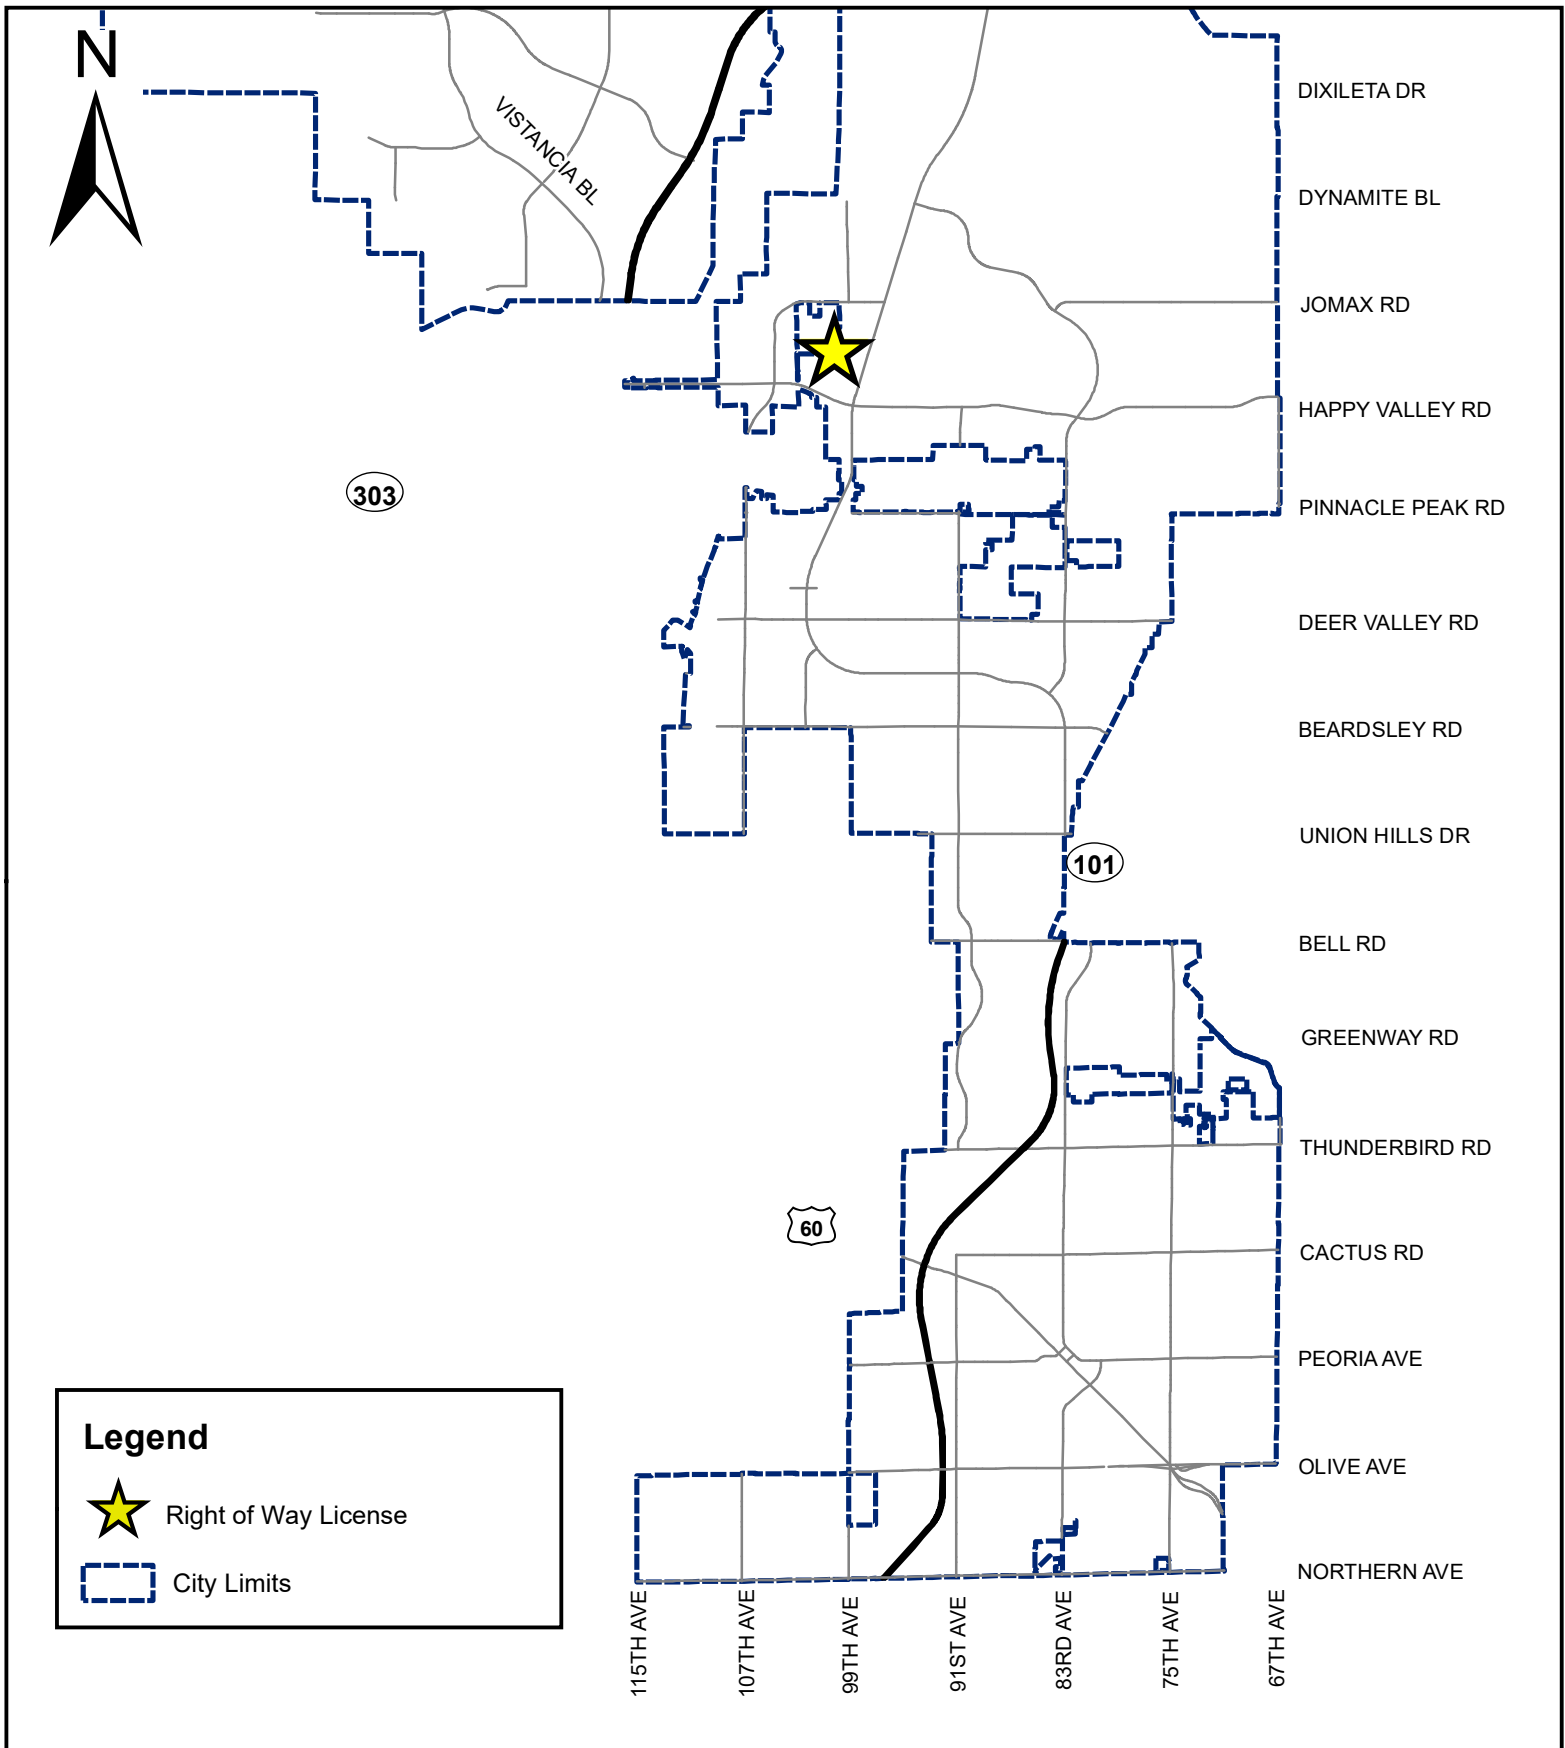 N
VISTANCIA BL
DIXILETA DR
DYNAMITE BL
JOMAX RD
HAPPY VALLEY RD
303
PINNACLE PEAK RD
DEER VALLEY RD
BEARDSLEY RD
UNION HILLS DR
101
BELL RD
GREENWAY RD
THUNDERBIRD RD
60
CACTUS RD
PEORIA AVE
OLIVE AVE
NORTHERN AVE
Legend
Right of Way License
City Limits
115TH AVE
107TH AVE
99TH AVE
91ST AVE
83RD AVE
75TH AVE
67TH AVE